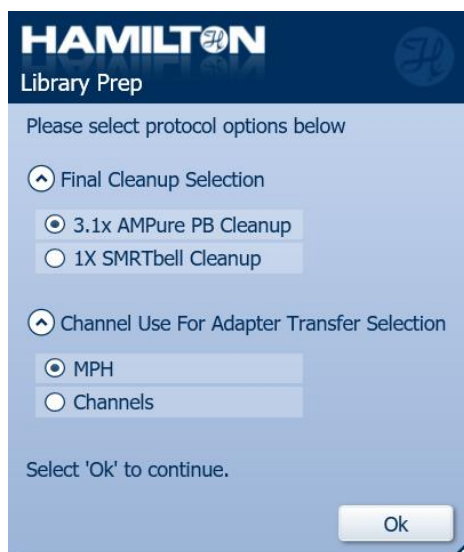 HAMILTON
Library Prep
Please select protocol options below
Final Cleanup Selection
3.1x AMPure PB Cleanup
1X SMRTbell Cleanup
Channel Use For Adapter Transfer Selection
MPH
Channels
Select 'Ok' to continue.
Ok